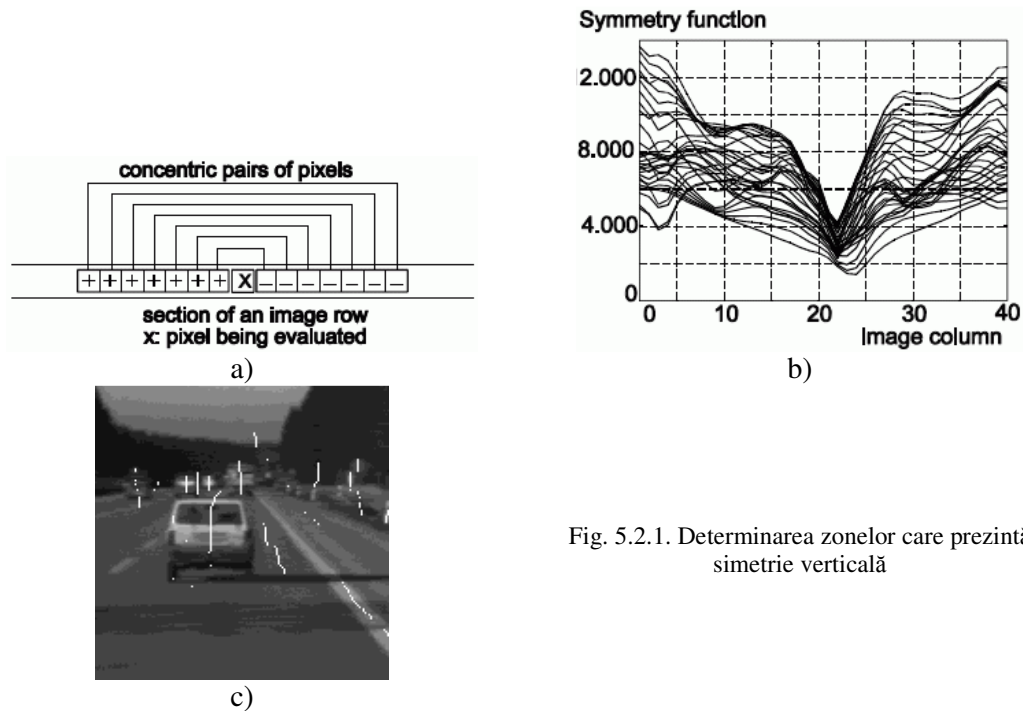 concentric pairs of pixels
+ + + + + + + X – – – – – – –
section of an image row
x: pixel being evaluated
a)
Symmetry function
2.000
8.000
4.000
0
0 10 20 30 40
Image column
b)
c)
Fig. 5.2.1. Determinarea zonelor care prezintă
simetrie verticală